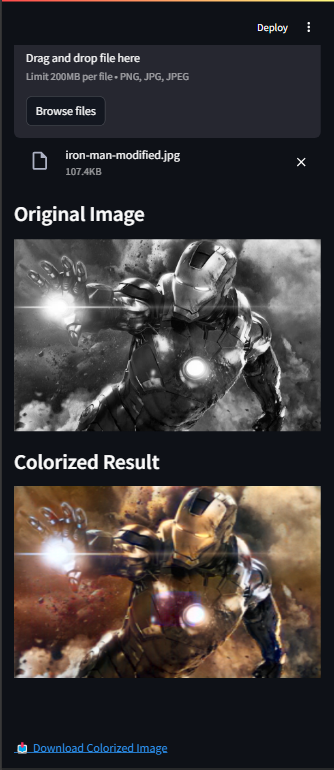 Deploy
Drag and drop file here
Limit 200MB per file • PNG, JPG, JPEG
Browse files
iron-man-modified.jpg
107.4KB
Original Image
Colorized Result
Download Colorized Image